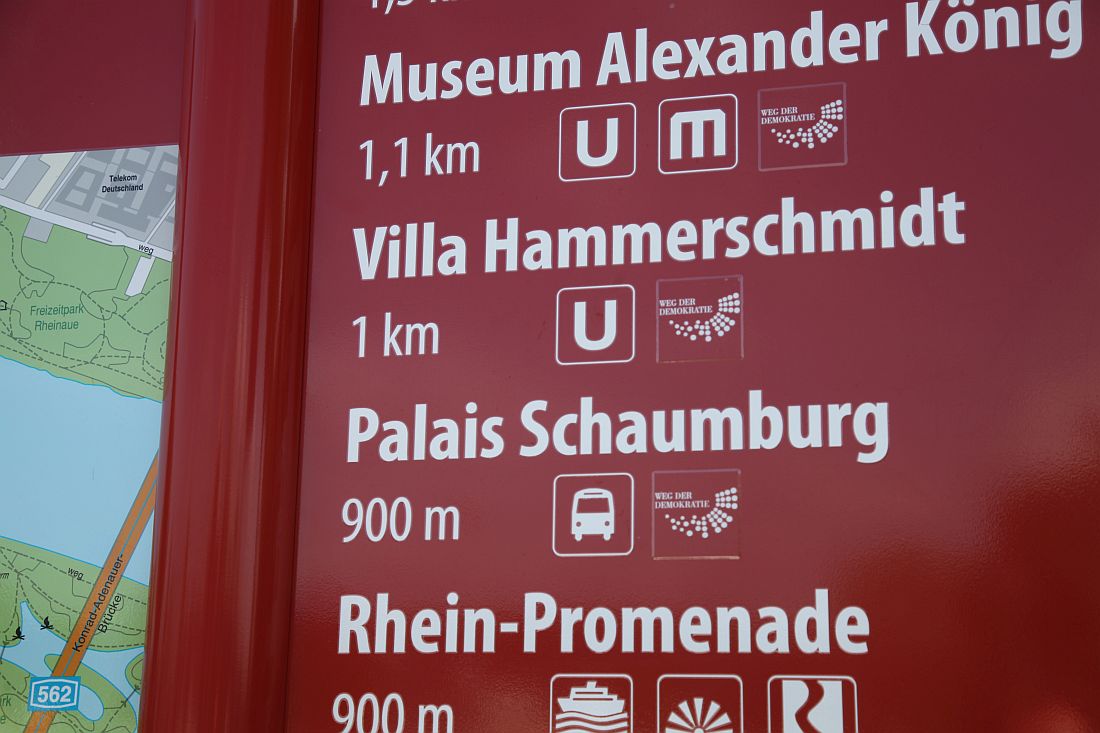 Museum Alexander König
1,1 km
U
m
WEG DER
DEMOKRATIE
Villa Hammerschmidt
1 km
U
WEG DER
DEMOKRATIE
Palais Schaumburg
900 m
WEG DER
DEMOKRATIE
Rhein-Promenade
900 m
Telekom
Deutschland
weg
Freizeitpark
Rheinaue
weg
Konrad-Adenauer-
Brücke
562